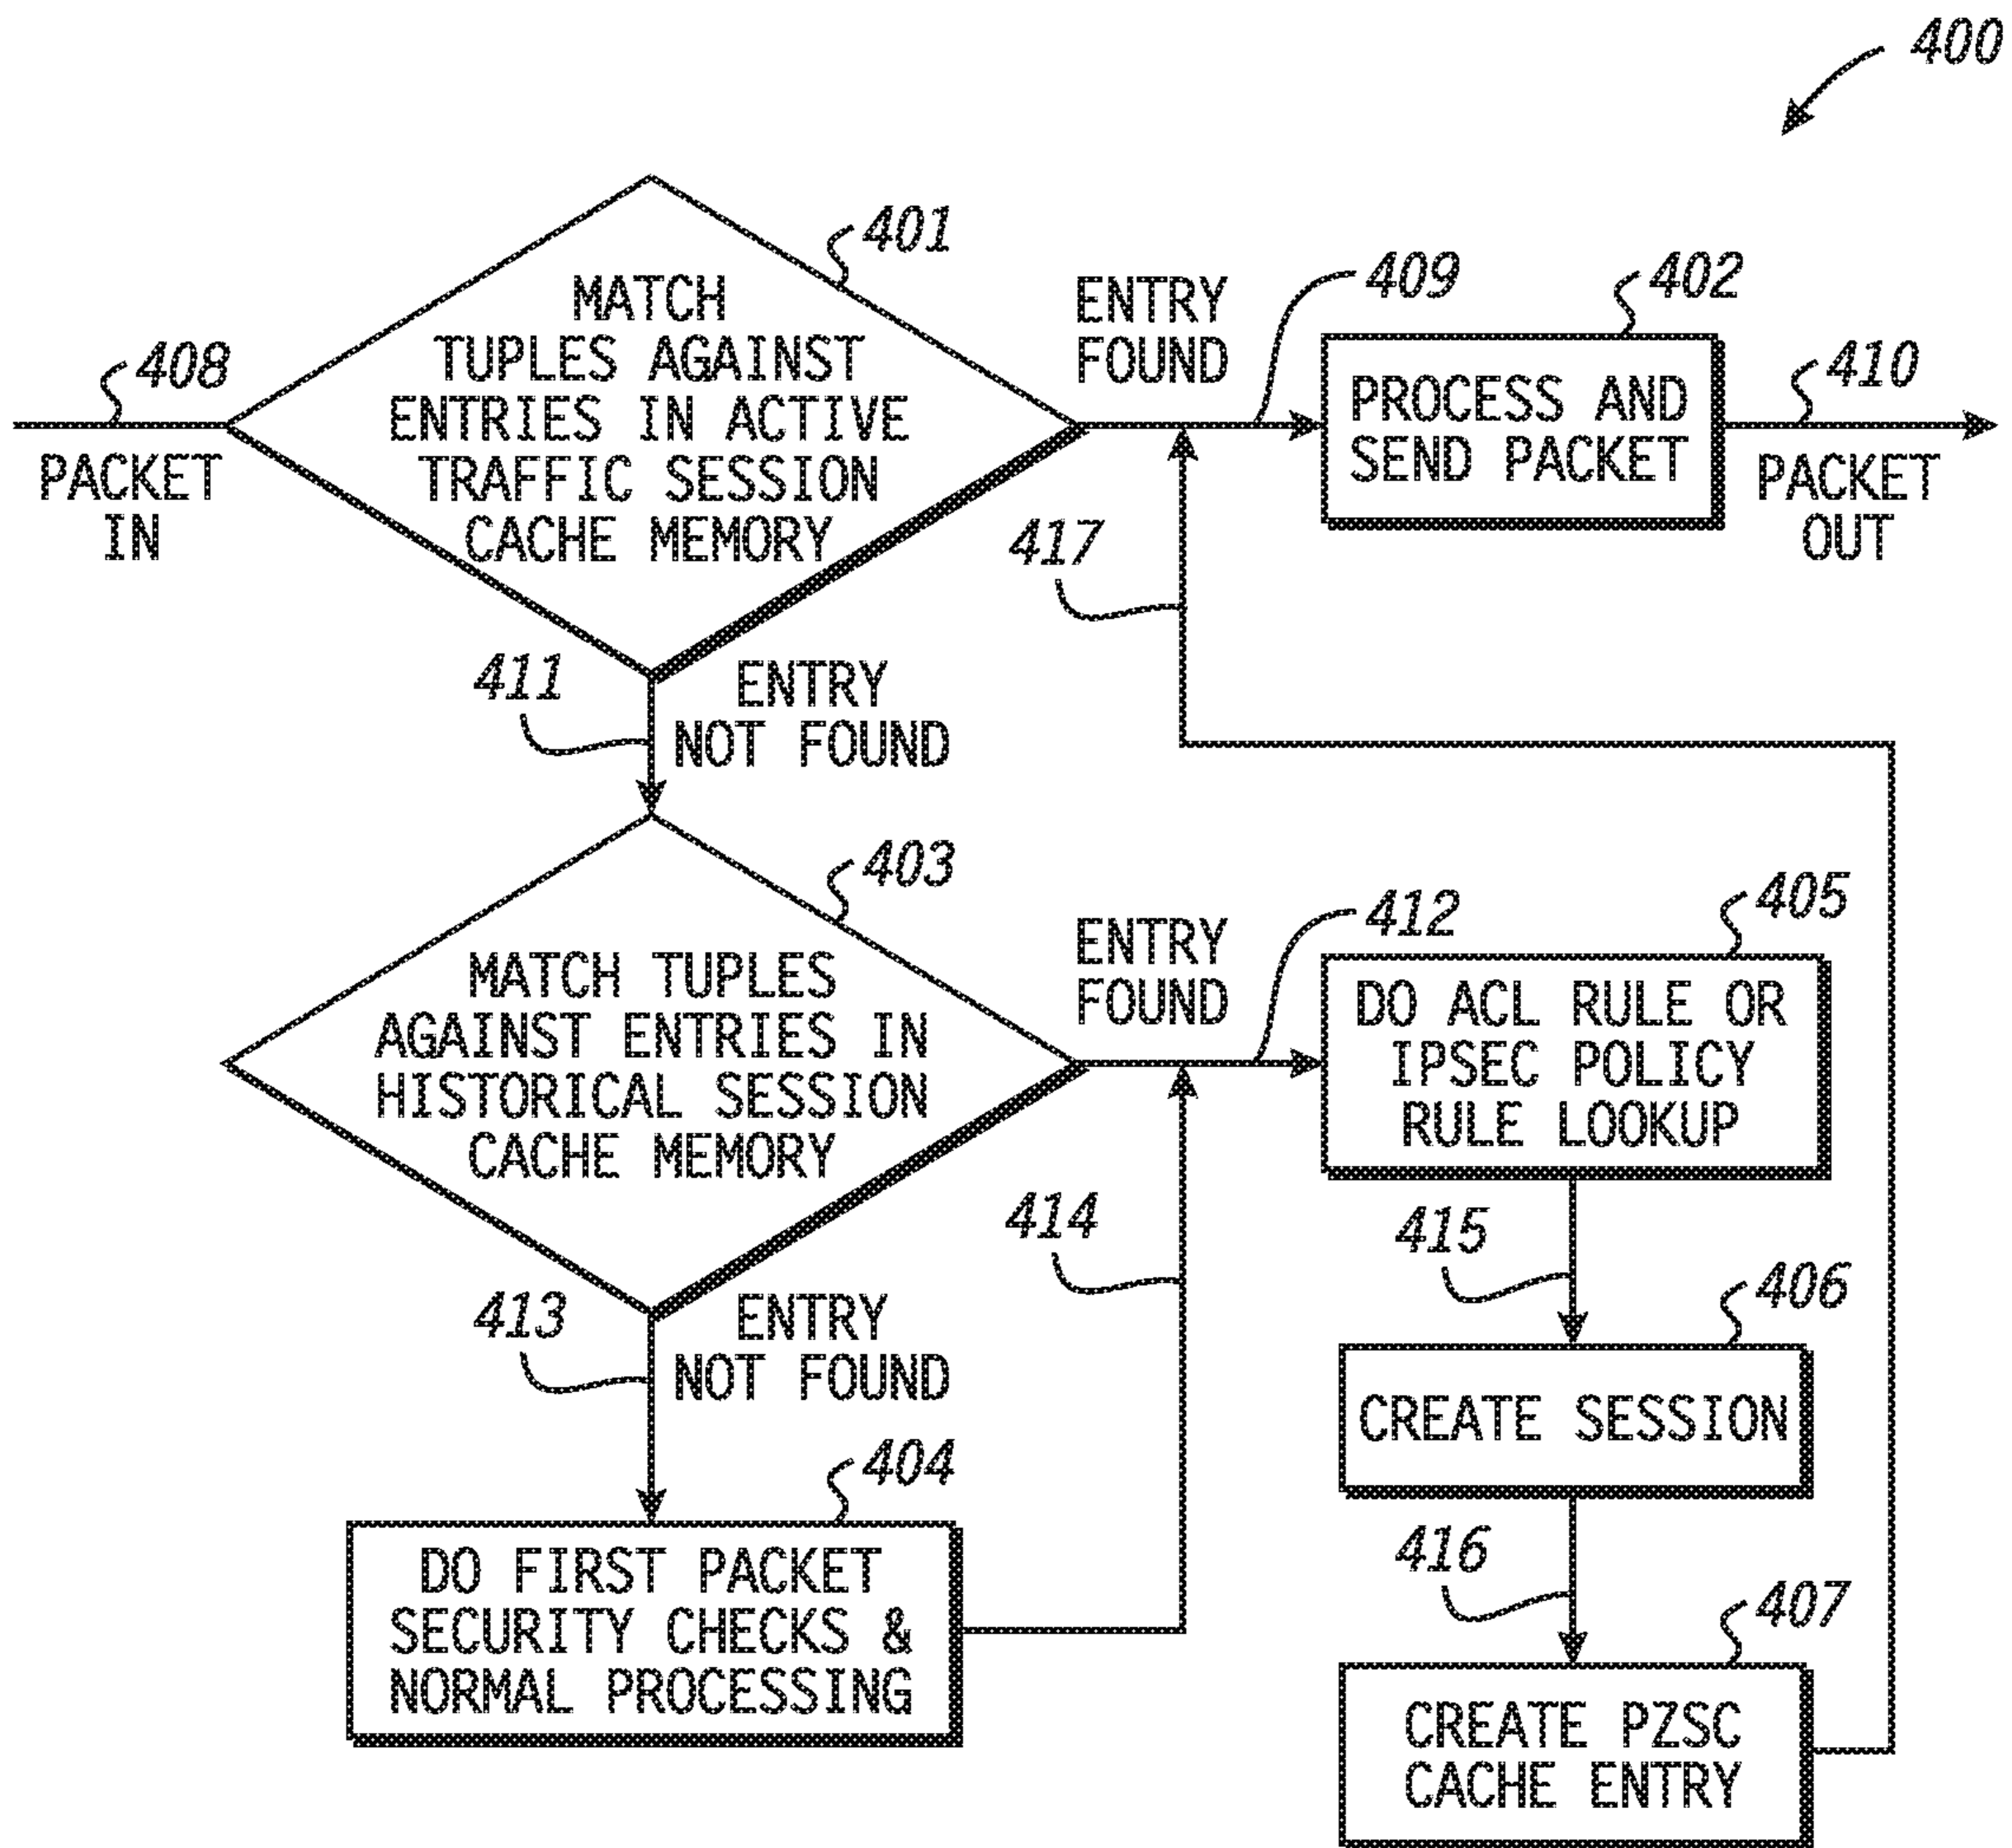 400
401
MATCH
TUPLES AGAINST
ENTRIES IN ACTIVE
TRAFFIC SESSION
CACHE MEMORY
408
PACKET
IN
ENTRY
FOUND
409
402
PROCESS AND
SEND PACKET
410
PACKET
OUT
417
411
ENTRY
NOT FOUND
403
MATCH TUPLES
AGAINST ENTRIES IN
HISTORICAL SESSION
CACHE MEMORY
ENTRY
FOUND
412
405
DO ACL RULE OR
IPSEC POLICY
RULE LOOKUP
414
415
413
ENTRY
NOT FOUND
406
CREATE SESSION
404
DO FIRST PACKET
SECURITY CHECKS &
NORMAL PROCESSING
416
407
CREATE PZSC
CACHE ENTRY